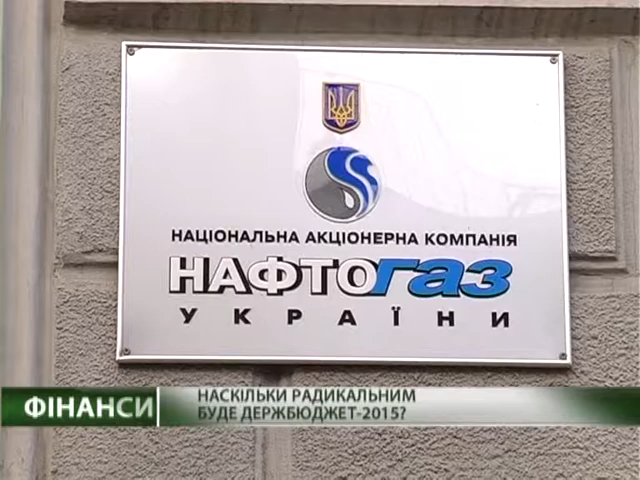 НАЦІОНАЛЬНА АКЦІОНЕРНА КОМПАНІЯ
НАФТОГАЗ
УКРАЇНИ
ФІНАНСИ
НАСКІЛЬКИ РАДИКАЛЬНИМ
БУДЕ ДЕРЖБЮДЖЕТ-2015?